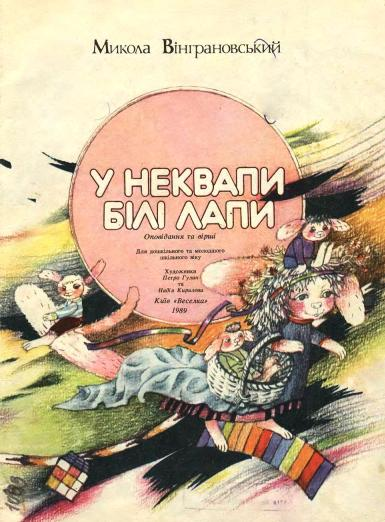 Микола Вінграновський
У НЕКВАПИ
БІЛІ ЛАПИ
Оповідання та вірші
Для дошкільного та молодшого
шкільного віку
Художники
Петро Гулин
та
Надія Кирилова
Київ «Веселка»
1989